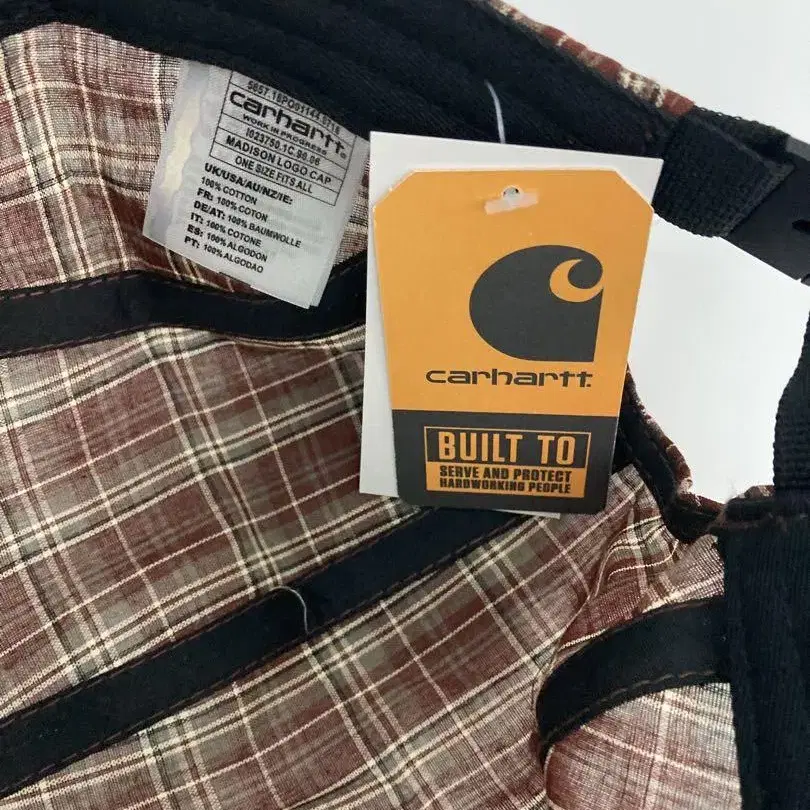 carhartt
WORK IN PROGRESS
I023750.1C.90.06
MADISON LOGO CAP
ONE SIZE FITS ALL
UK/USA/AU/NZ/IE:
100% COTTON
FR: 100% COTON
DE/AT: 100% BAUMWOLLE
IT: 100% COTONE
ES: 100% ALGODON
PT: 100% ALGODÃO
carhartt
BUILT TO
SERVE AND PROTECT
HARDWORKING PEOPLE